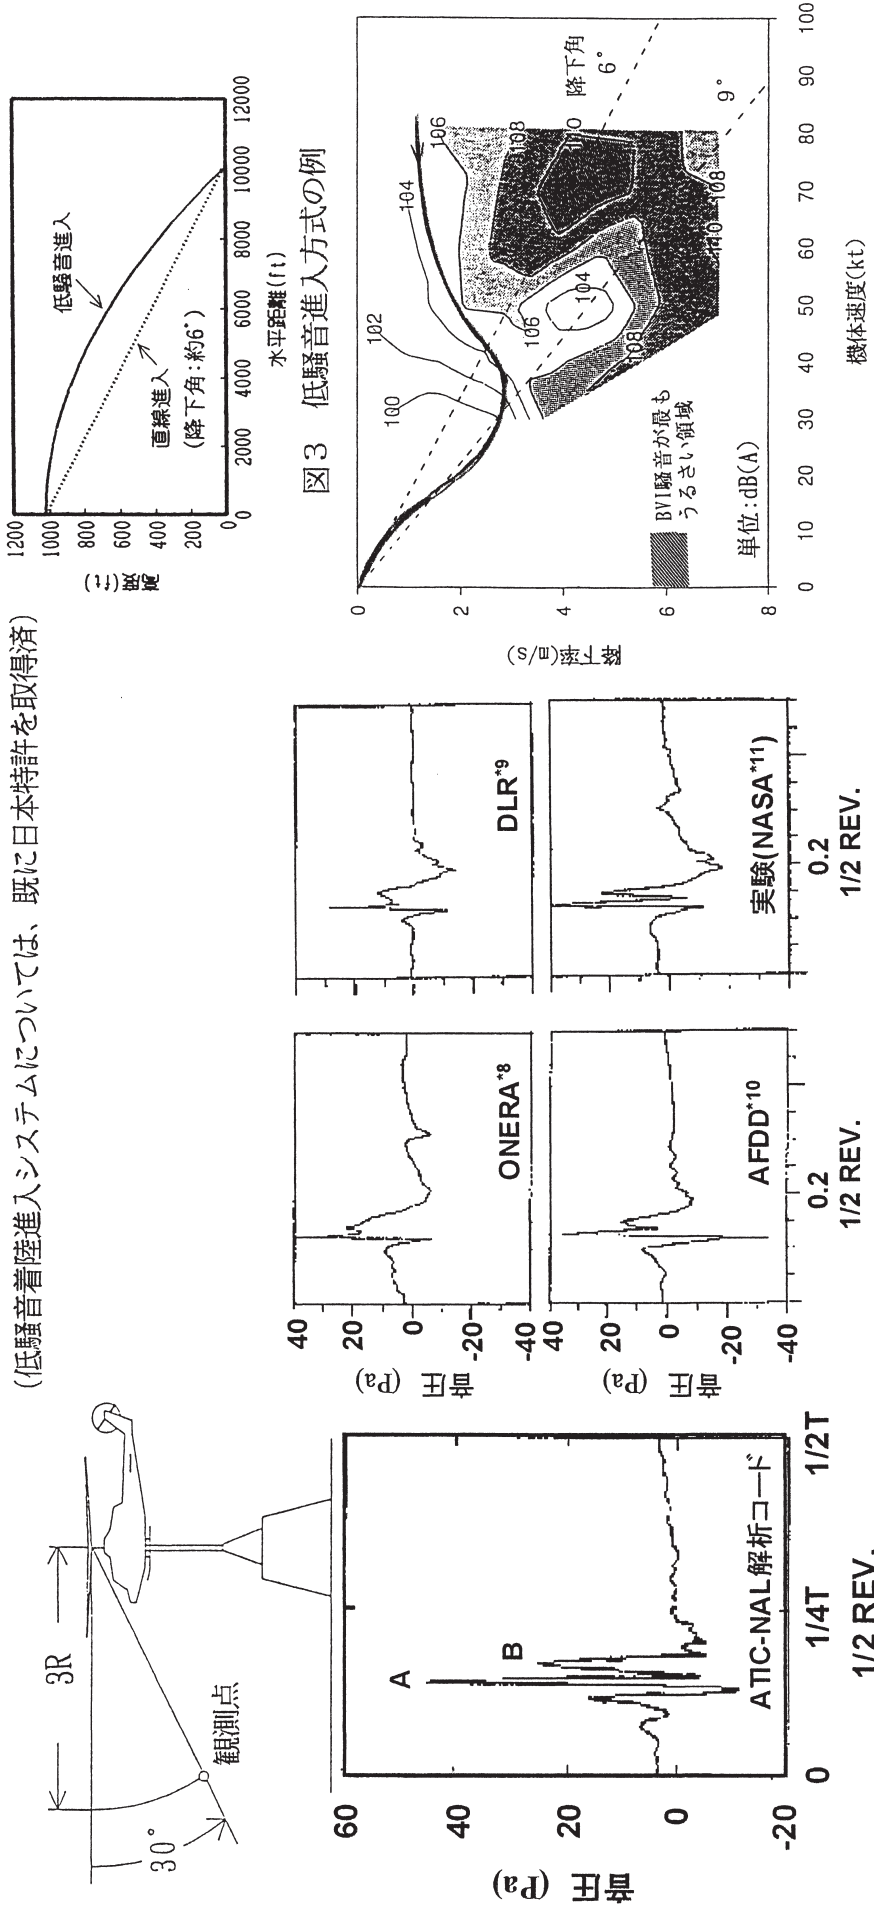 (低騒音着陸進入システムについては、既に日本特許を取得済)
3R
30°
観測点
60
40
20
0
-20
音圧
(Pa)
A
B
ATIC-NAL解析コード
0
1/4T
1/2T
1/2 REV.
40
20
0
-20
-40
音圧
(Pa)
ONERA*8
DLR*9
40
20
0
-20
-40
音圧
(Pa)
AFDD*10
0.2
1/2 REV.
実験(NASA*11)
0.2
1/2 REV.
1200
1000
800
600
400
200
0
高度(ft)
低騒音進入
直線進入
(降下角:約6°)
0
2000
4000
6000
8000
10000
12000
水平距離(ft)
図3 低騒音進入方式の例
0
2
4
6
8
降下率(m/s)
100
102
104
106
108
110
降下角
6°
9°
106
104
108
108
110
BVI騒音が最も
うるさい領域
単位:dB(A)
0
10
20
30
40
50
60
70
80
90
100
機体速度(kt)